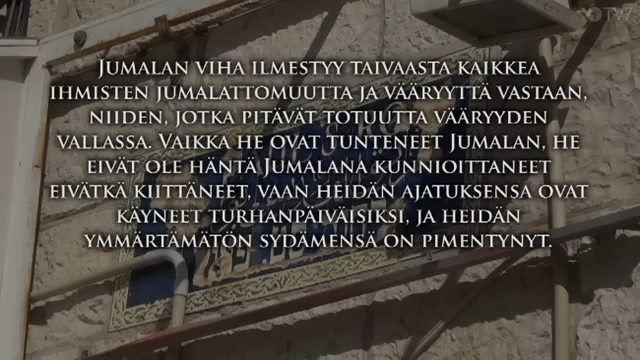 TV7
JUMALAN VIHA ILMESTYY TAIVAASTA KAIKKEA
IHMISTEN JUMALATTOMUUTTA JA VÄÄRYYTTÄ VASTAAN,
NIIDEN, JOTKA PITÄVÄT TOTUUTTA VÄÄRYYDEN
VALLASSA. VAIKKA HE OVAT TUNTENEET JUMALAN, HE
EIVÄT OLE HÄNTÄ JUMALANA KUNNIOITTANEET
EIVÄTKÄ KIITTÄNEET, VAAN HEIDÄN AJATUKSENSA OVAT
KÄYNEET TURHANPÄIVÄISIKSI, JA HEIDÄN
YMMÄRTÄMÄTÖN SYDÄMENSÄ ON PIMENTYNYT.